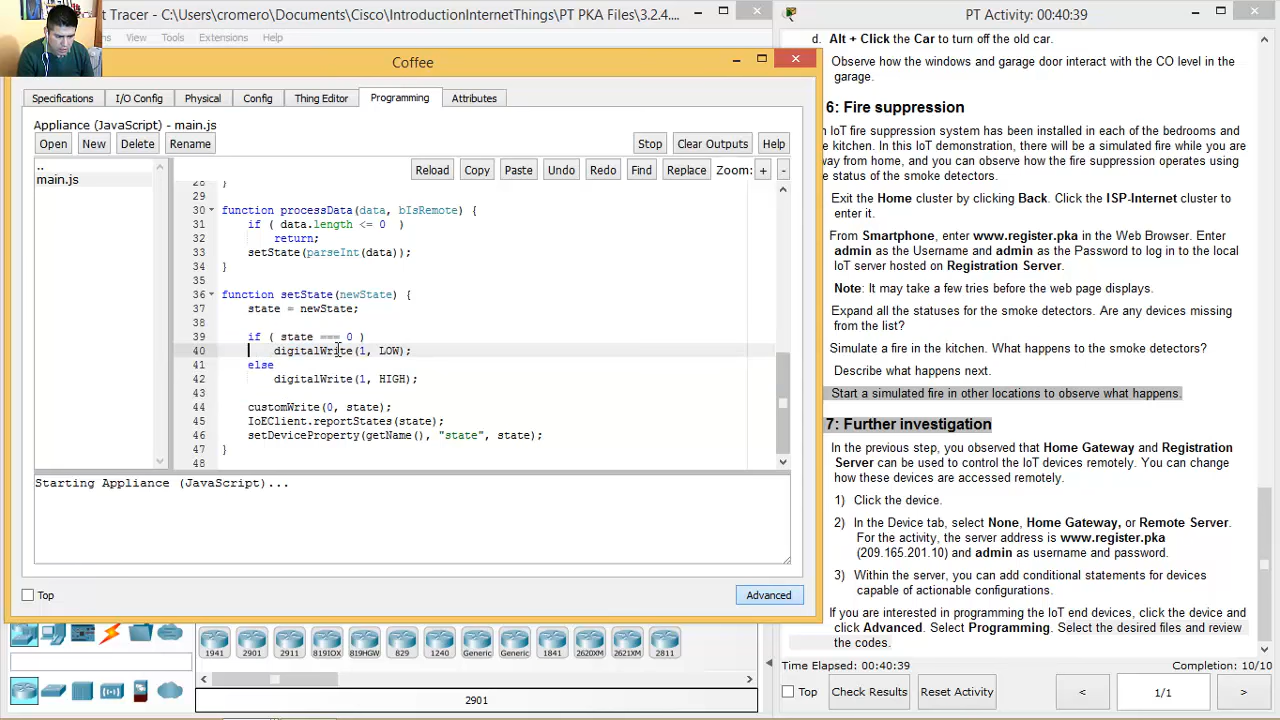 t Tracer - C:\Users\cromero\Documents\Cisco\IntroductionInternetThings\PT PKA Files\3.2.4....
View Tools Extensions Help
Coffee
Specifications I/O Config Physical Config Thing Editor Programming Attributes
Appliance (JavaScript) - main.js
Open New Delete Rename Stop Clear Outputs Help
..
main.js
Reload Copy Paste Undo Redo Find Replace Zoom: + -
28 }
29
30 function processData(data, bIsRemote) {
31 if ( data.length <= 0 )
32 return;
33 setState(parseInt(data));
34 }
35
36 function setState(newState) {
37 state = newState;
38
39 if ( state === 0 )
40 digitalWrite(1, LOW);
41 else
42 digitalWrite(1, HIGH);
43
44 customWrite(0, state);
45 IoEClient.reportStates(state);
46 setDeviceProperty(getName(), "state", state);
47 }
48
Starting Appliance (JavaScript)...
Top
Advanced
1941 2901 2911 819IOX 819HGW 829 1240 Generic Generic 1841 2620XM 2621XM 2811
2901
PT Activity: 00:40:39
d. Alt + Click the Car to turn off the old car.
Observe how the windows and garage door interact with the CO level in the
garage.
6: Fire suppression
n IoT fire suppression system has been installed in each of the bedrooms and
e kitchen. In this IoT demonstration, there will be a simulated fire while you are
way from home, and you can observe how the fire suppression operates using
e status of the smoke detectors.
Exit the Home cluster by clicking Back. Click the ISP-Internet cluster to
enter it.
From Smartphone, enter www.register.pka in the Web Browser. Enter
admin as the Username and admin as the Password to log in to the local
IoT server hosted on Registration Server.
Note: It may take a few tries before the web page displays.
Expand all the statuses for the smoke detectors. Are any devices missing
from the list?
Simulate a fire in the kitchen. What happens to the smoke detectors?
Describe what happens next.
Start a simulated fire in other locations to observe what happens.
7: Further investigation
In the previous step, you observed that Home Gateway and Registration
Server can be used to control the IoT devices remotely. You can change
how these devices are accessed remotely.
1) Click the device.
2) In the Device tab, select None, Home Gateway, or Remote Server.
For the activity, the server address is www.register.pka
(209.165.201.10) and admin as username and password.
3) Within the server, you can add conditional statements for devices
capable of actionable configurations.
If you are interested in programming the IoT end devices, click the device and
click Advanced. Select Programming. Select the desired files and review
the codes.
Time Elapsed: 00:40:39 Completion: 10/10
Top Check Results Reset Activity < 1/1 >